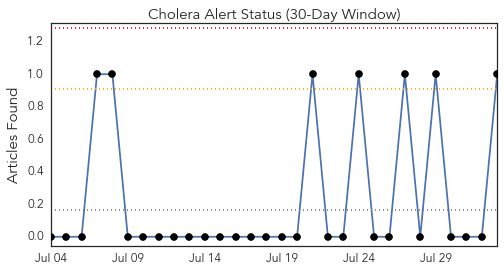 Cholera Alert Status (30-Day Window)
Articles Found
1.2
1.0
0.8
0.6
0.4
0.2
0.0
Jul 04 Jul 09 Jul 14 Jul 19 Jul 24 Jul 29